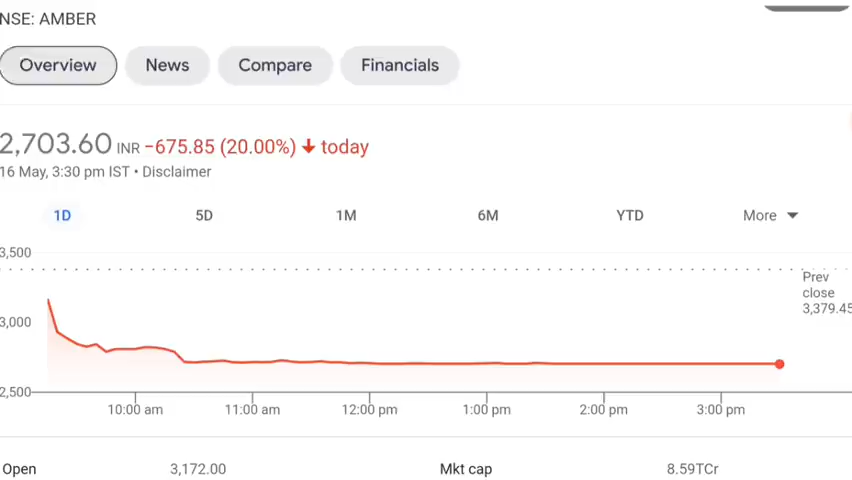 NSE: AMBER
Overview News Compare Financials
2,703.60 INR −675.85 (20.00%) ↓ today
16 May, 3:30 pm IST • Disclaimer
1D 5D 1M 6M YTD More
3,500
Prev
close
3,379.45
3,000
2,500
10:00 am 11:00 am 12:00 pm 1:00 pm 2:00 pm 3:00 pm
Open 3,172.00 Mkt cap 8.59TCr